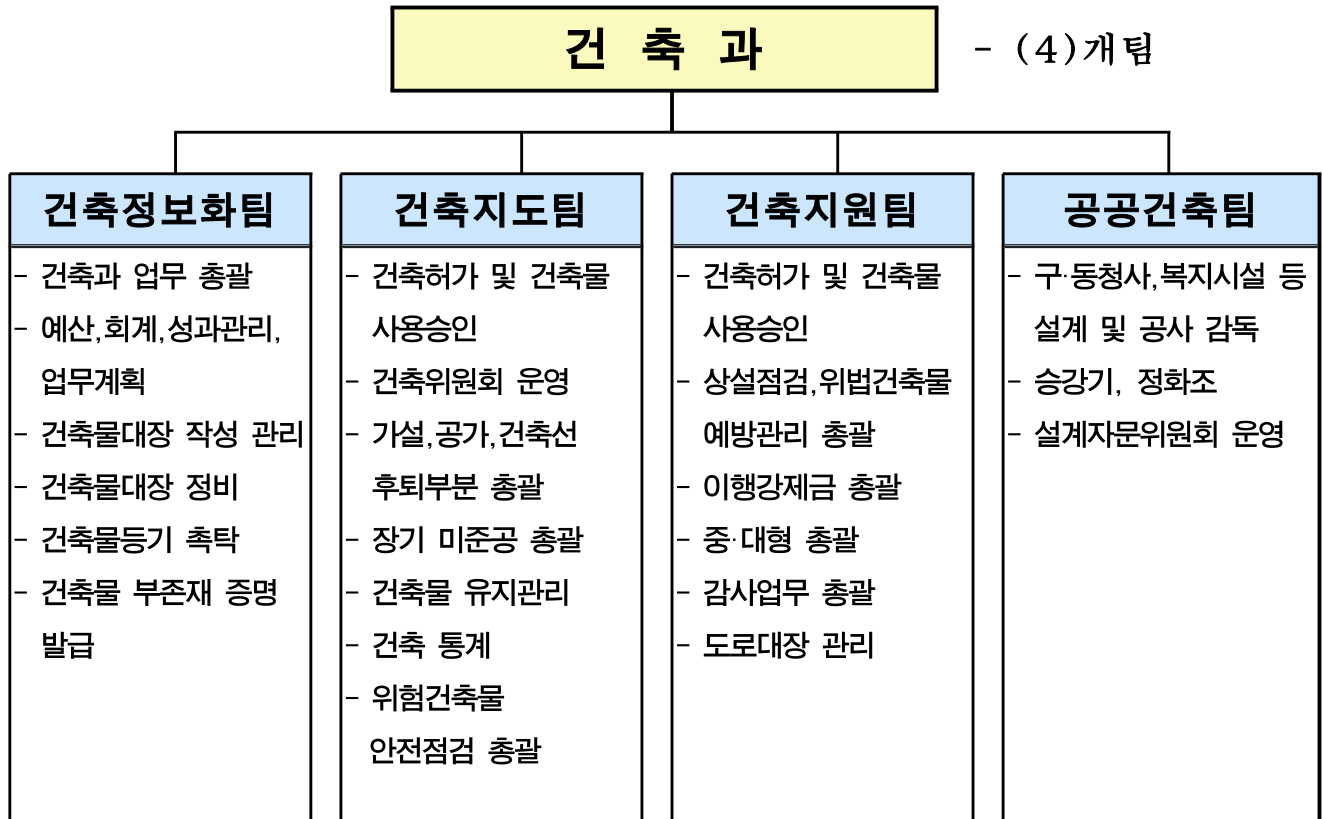 건 축 과
- (4)개팀
건축정보화팀
- 건축과 업무 총괄
- 예산,회계,성과관리,
업무계획
- 건축물대장 작성 관리
- 건축물대장 정비
- 건축물등기 촉탁
- 건축물 부존재 증명
발급
건축지도팀
- 건축허가 및 건축물
사용승인
- 건축위원회 운영
- 가설,공가,건축선
후퇴부분 총괄
- 장기 미준공 총괄
- 건축물 유지관리
- 건축 통계
- 위험건축물
안전점검 총괄
건축지원팀
- 건축허가 및 건축물
사용승인
- 상설점검,위법건축물
예방관리 총괄
- 이행강제금 총괄
- 중·대형 총괄
- 감사업무 총괄
- 도로대장 관리
공공건축팀
- 구·동청사,복지시설 등
설계 및 공사 감독
- 승강기, 정화조
- 설계자문위원회 운영